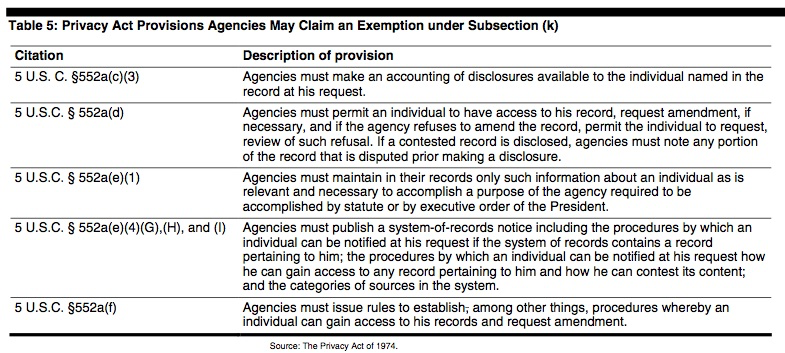 Table 5: Privacy Act Provisions Agencies May Claim an Exemption under Subsection (k)
Citation Description of provision
5 U.S. C. §552a(c)(3) Agencies must make an accounting of disclosures available to the individual named in the
record at his request.
5 U.S.C. § 552a(d) Agencies must permit an individual to have access to his record, request amendment, if
necessary, and if the agency refuses to amend the record, permit the individual to request,
review of such refusal. If a contested record is disclosed, agencies must note any portion
of the record that is disputed prior making a disclosure.
5 U.S.C. § 552a(e)(1) Agencies must maintain in their records only such information about an individual as is
relevant and necessary to accomplish a purpose of the agency required to be
accomplished by statute or by executive order of the President.
5 U.S.C. § 552a(e)(4)(G),(H), and (I) Agencies must publish a system-of-records notice including the procedures by which an
individual can be notified at his request if the system of records contains a record
pertaining to him; the procedures by which an individual can be notified at his request how
he can gain access to any record pertaining to him and how he can contest its content;
and the categories of sources in the system.
5 U.S.C. §552a(f) Agencies must issue rules to establish, among other things, procedures whereby an
individual can gain access to his records and request amendment.
Source: The Privacy Act of 1974.